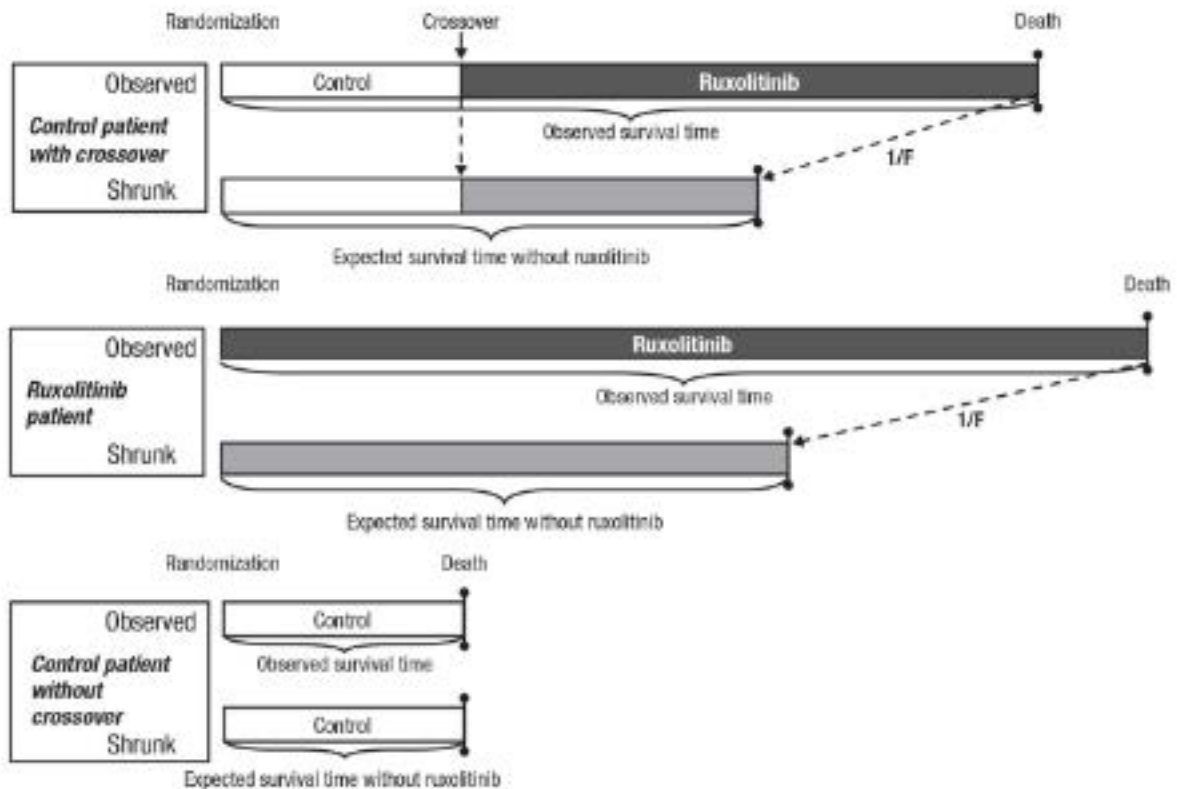 Randomization Crossover Death
Observed Control Ruxolitinib
Control patient
with crossover
Observed survival time
1/F
Shrunk
Expected survival time without ruxolitinib
Randomization Death
Observed Ruxolitinib
Ruxolitinib
patient
Observed survival time
1/F
Shrunk
Expected survival time without ruxolitinib
Randomization Death
Observed Control
Control patient
without
crossover
Observed survival time
Shrunk Control
Expected survival time without ruxolitinib